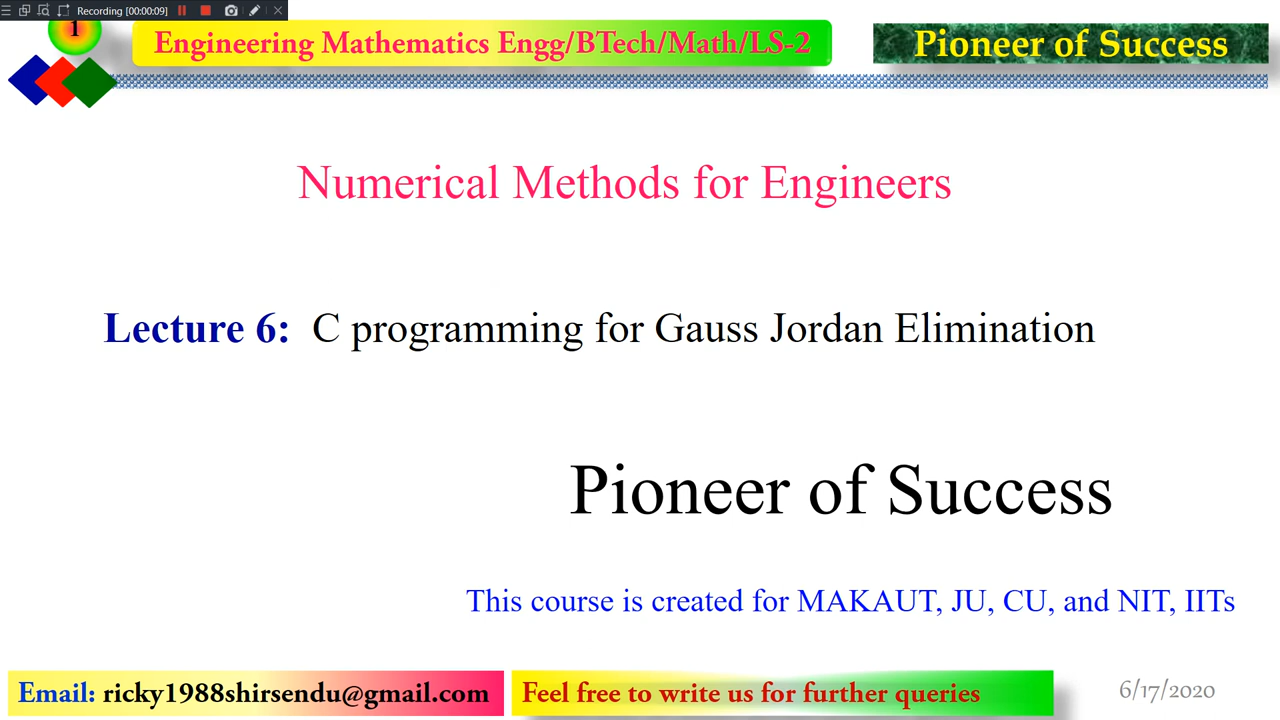 Recording [00:00:09]
1
Engineering Mathematics Engg/BTech/Math/LS-2
Pioneer of Success
Numerical Methods for Engineers
Lecture 6: C programming for Gauss Jordan Elimination
Pioneer of Success
This course is created for MAKAUT, JU, CU, and NIT, IITs
Email: ricky1988shirsendu@gmail.com
Feel free to write us for further queries
6/17/2020